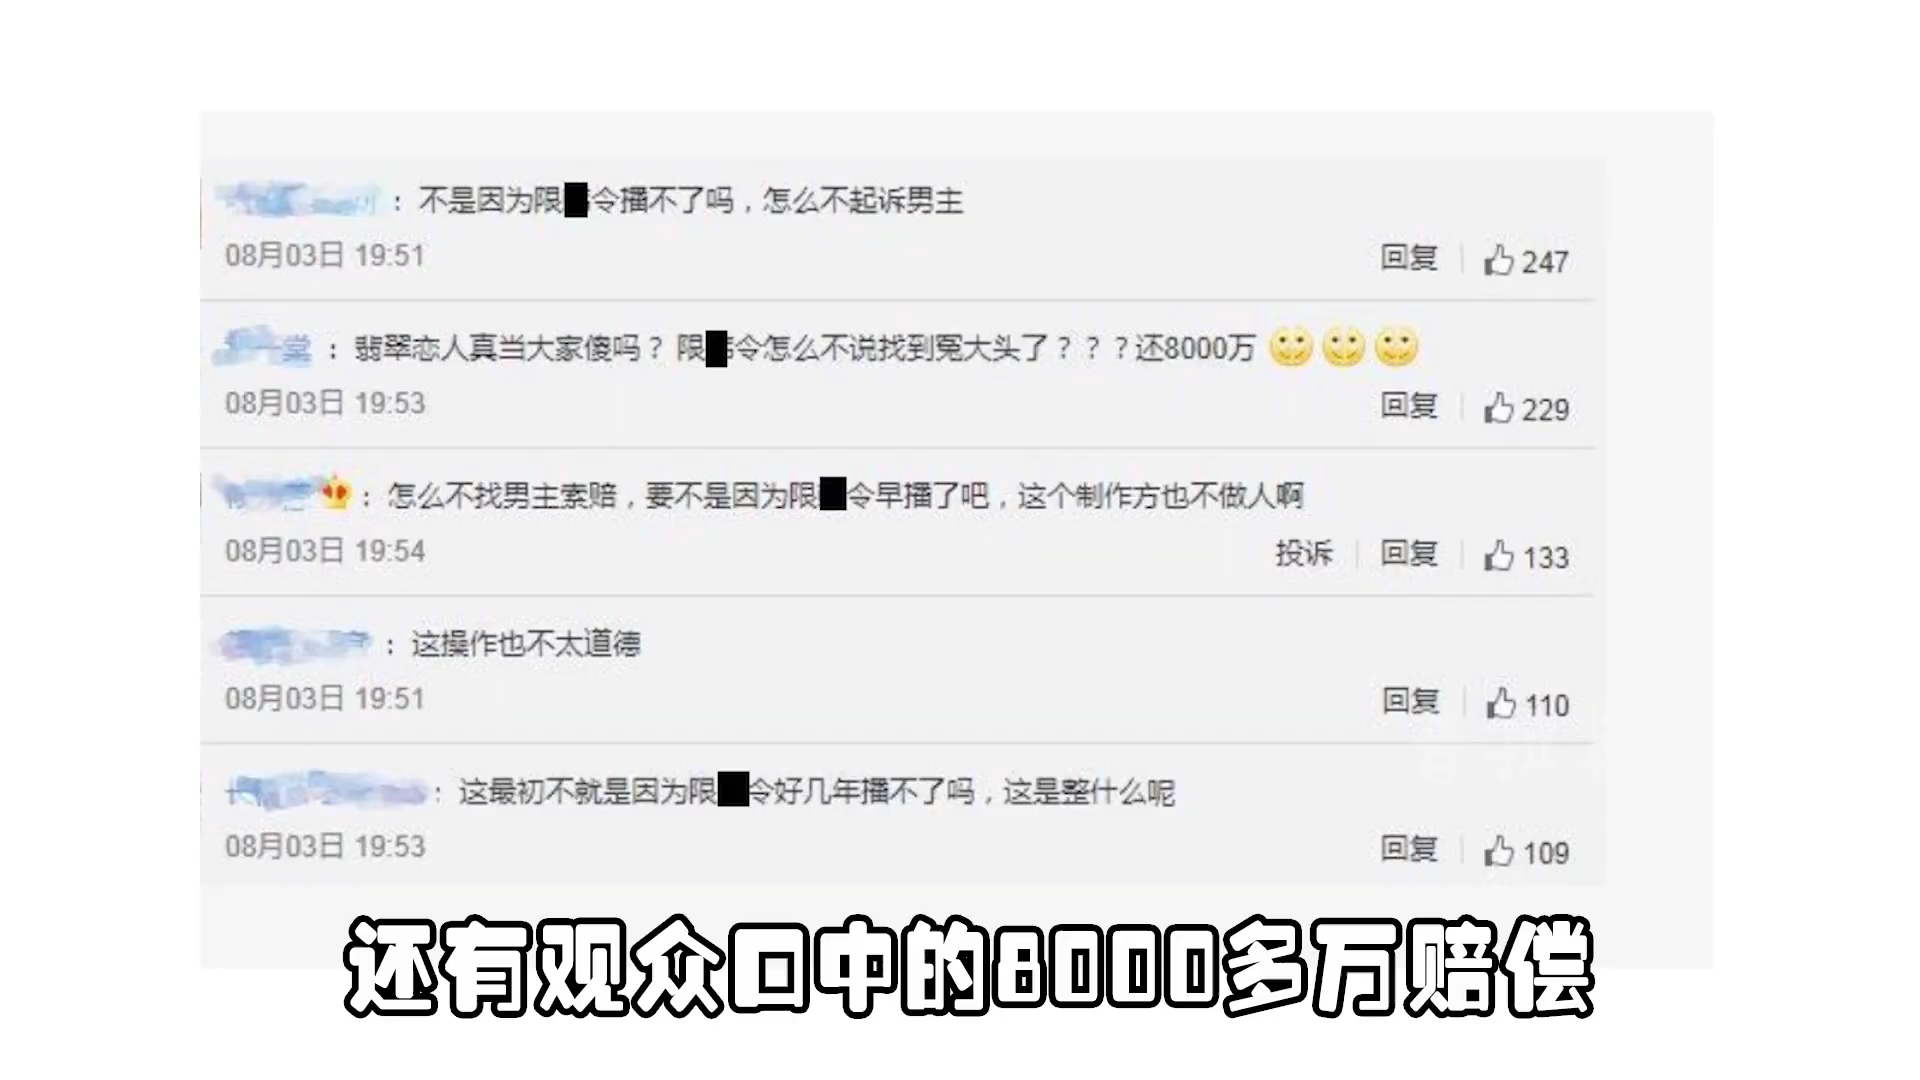 ：不是因为限令播不了吗，怎么不起诉男主
08月03日 19:51
回复 247
堂：翡翠恋人真当大家傻吗？限令怎么不说找到冤大头了？？？还8000万
08月03日 19:53
回复 229
：怎么不找男主索赔，要不是因为限令早播了吧，这个制作方也不做人啊
08月03日 19:54
投诉 回复 133
：这操作也不太道德
08月03日 19:51
回复 110
：这最初不就是因为限令好几年播不了吗，这是整什么呢
08月03日 19:53
回复 109
还有观众口中的8000多万赔偿